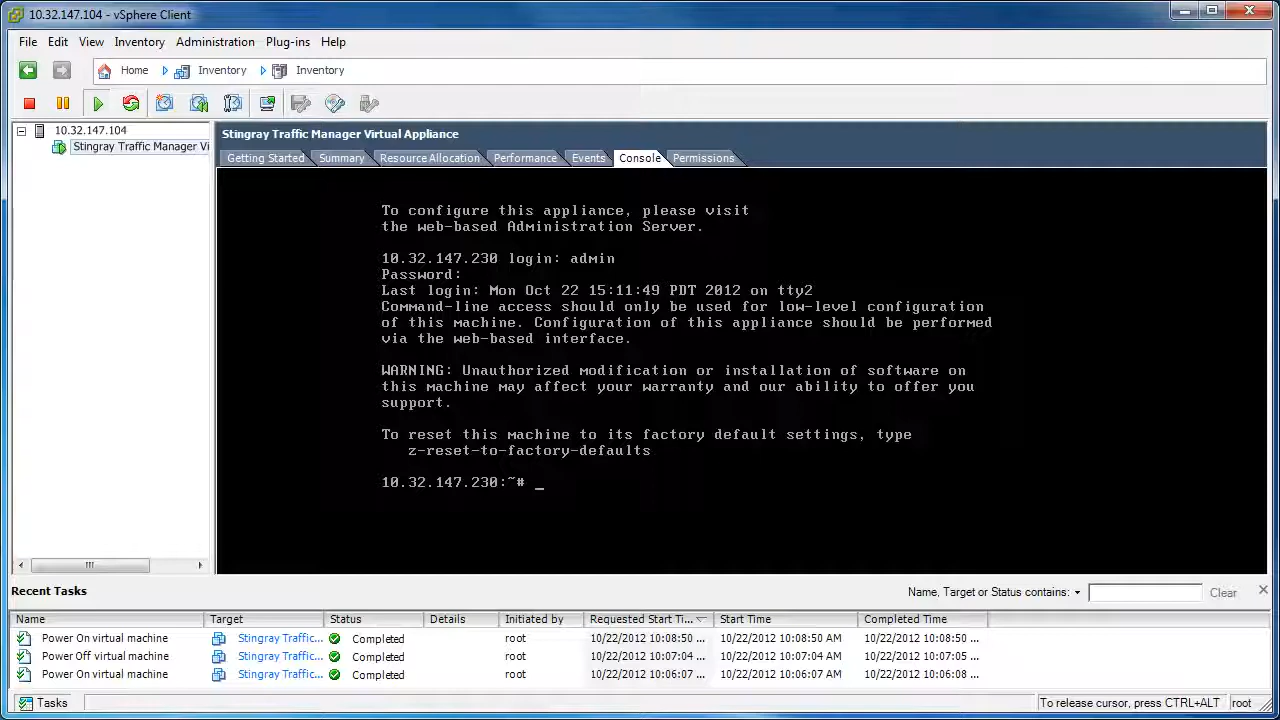 10.32.147.104 - vSphere Client
File Edit View Inventory Administration Plug-ins Help
Home Inventory Inventory
10.32.147.104
Stingray Traffic Manager Vi
Stingray Traffic Manager Virtual Appliance
Getting Started Summary Resource Allocation Performance Events Console Permissions
To configure this appliance, please visit
the web-based Administration Server.
10.32.147.230 login: admin
Password:
Last login: Mon Oct 22 15:11:49 PDT 2012 on tty2
Command-line access should only be used for low-level configuration
of this machine. Configuration of this appliance should be performed
via the web-based interface.
WARNING: Unauthorized modification or installation of software on
this machine may affect your warranty and our ability to offer you
support.
To reset this machine to its factory default settings, type
z-reset-to-factory-defaults
10.32.147.230:~# _
Recent Tasks Name, Target or Status contains: Clear
Name Target Status Details Initiated by Requested Start Ti... Start Time Completed Time
Power On virtual machine Stingray Traffic... Completed root 10/22/2012 10:08:50 ... 10/22/2012 10:08:50 AM 10/22/2012 10:08:50 ...
Power Off virtual machine Stingray Traffic... Completed root 10/22/2012 10:07:04 ... 10/22/2012 10:07:04 AM 10/22/2012 10:07:05 ...
Power On virtual machine Stingray Traffic... Completed root 10/22/2012 10:06:07 ... 10/22/2012 10:06:07 AM 10/22/2012 10:06:08 ...
Tasks To release cursor, press CTRL+ALT root